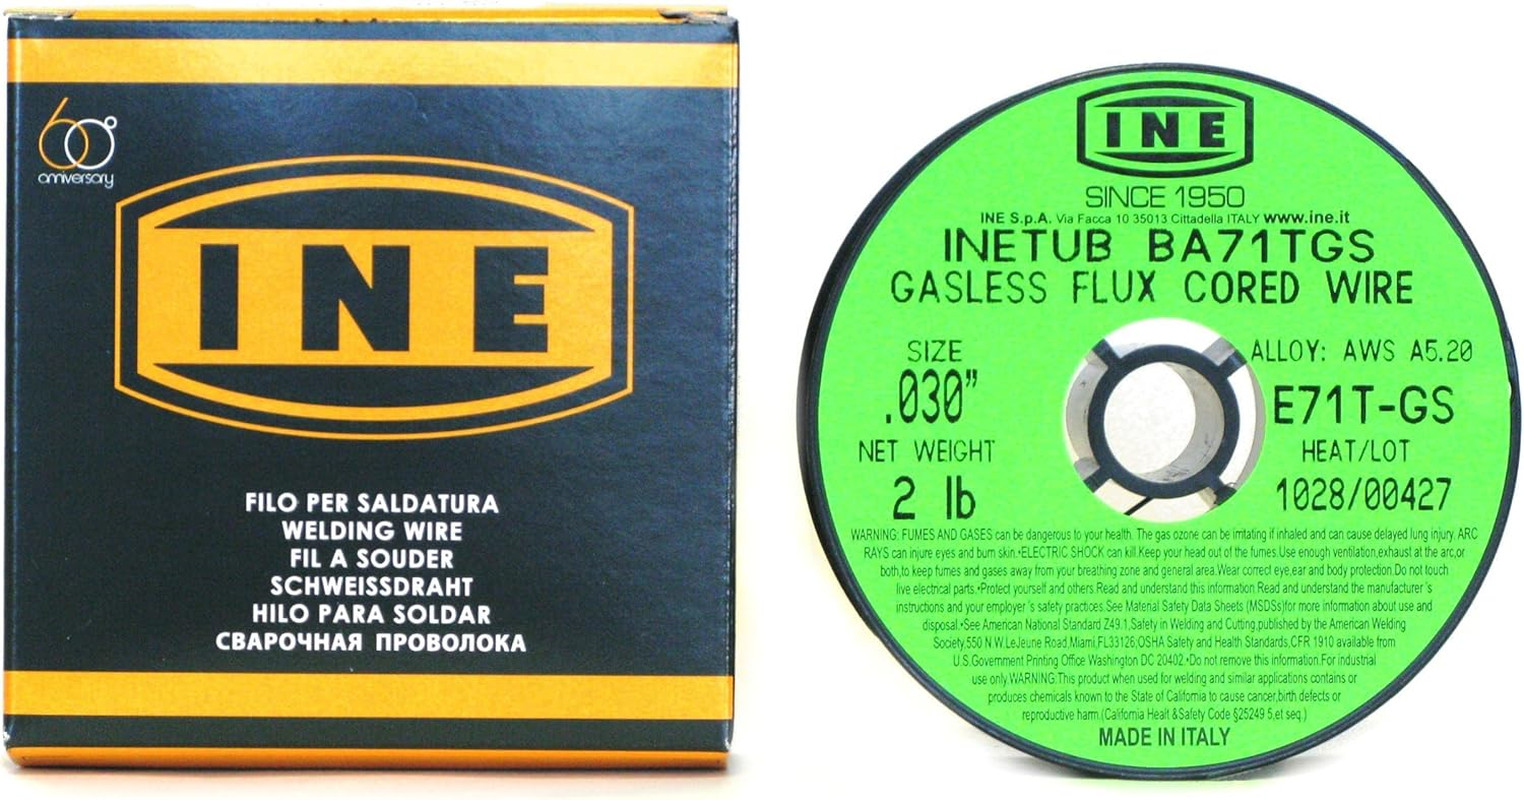 60°
anniversary
INE
FILO PER SALDATURA
WELDING WIRE
FIL A SOUDER
SCHWEISSDRAHT
HILO PARA SOLDAR
СВАРОЧНАЯ ПРОВОЛОКА
INE
SINCE 1950
INE S.p.A. Via Facca 10 35013 Cittadella ITALY www.ine.it
INETUB BA71TGS
GASLESS FLUX CORED WIRE
SIZE
.030”
NET WEIGHT
2 lb
ALLOY: AWS A5.20
E71T-GS
HEAT/LOT
1028/00427
WARNING: FUMES AND GASES can be dangerous to your health. The gas ozone can be irritating if inhaled and can cause delayed lung injury. ARC
RAYS can injure eyes and burn skin.•ELECTRIC SHOCK can kill.Keep your head out of the fumes.Use enough ventilation,exhaust at the arc,or
both,to keep fumes and gases away from your breathing zone and general area.Wear correct eye,ear and body protection.Do not touch
live electrical parts.•Protect yourself and others.Read and understand this information.Read and understand the manufacturer 's
instructions and your employer 's safety practices.See Material Safety Data Sheets (MSDSs)for more information about use and
disposal.•See American National Standard Z49.1,Safety in Welding and Cutting,published by the American Welding
Society,550 N.W.LeJeune Road,Miami,FL33126;OSHA Safety and Health Standards,CFR 1910 available from
U.S.Government Printing Office Washington DC 20402.•Do not remove this information.For industrial
use only.WARNING:This product when used for welding and similar applications contains or
produces chemicals known to the State of California to cause cancer,birth defects or
reproductive harm.(California Healt &Safety Code §25249 5,et seq.)
MADE IN ITALY